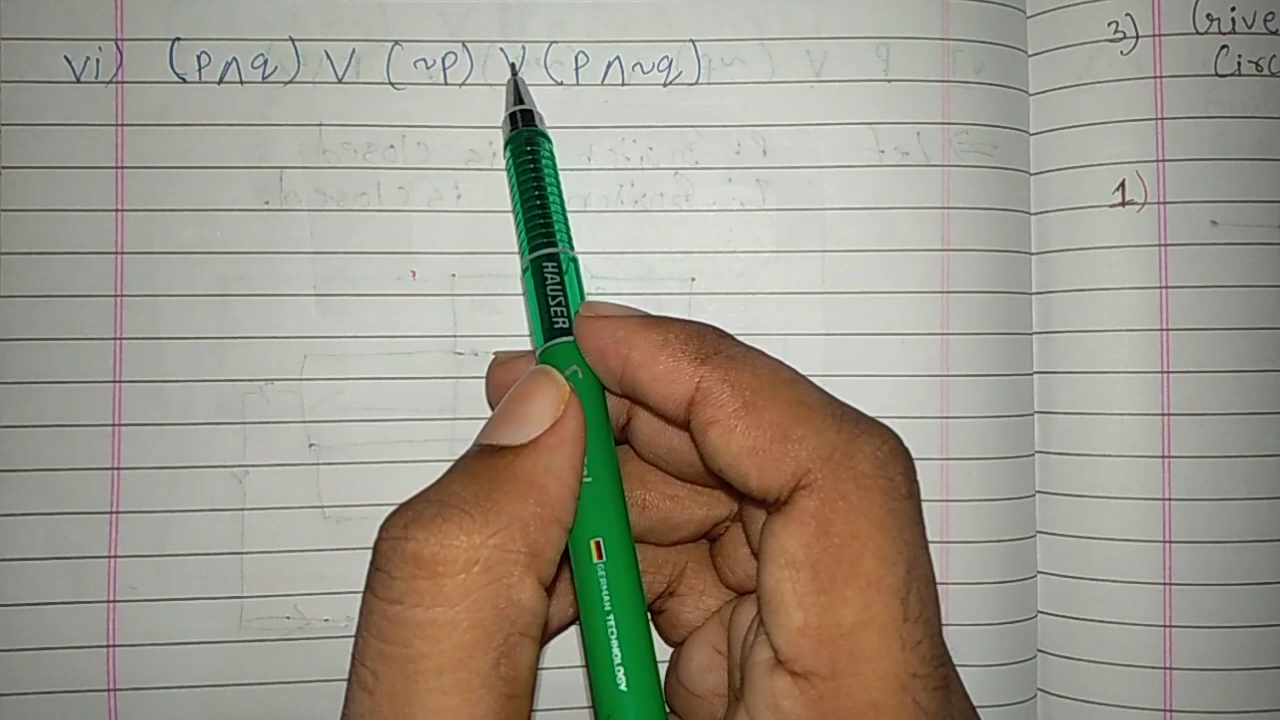 vi) (p∧q) ∨ (~p) ∨ (p∧~q)
3) Give
Circ
1)
HAUSER
GERMAN TECHNOLOGY